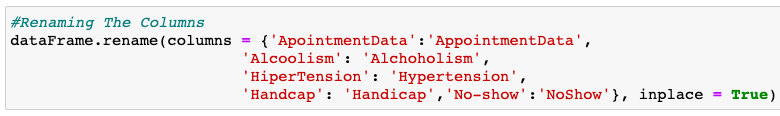 #Renaming The Columns
dataFrame.rename(columns = {'ApointmentData':'AppointmentData',
'Alcoolism': 'Alchoholism',
'HiperTension': 'Hypertension',
'Handcap': 'Handicap','No-show':'NoShow'}, inplace = True)